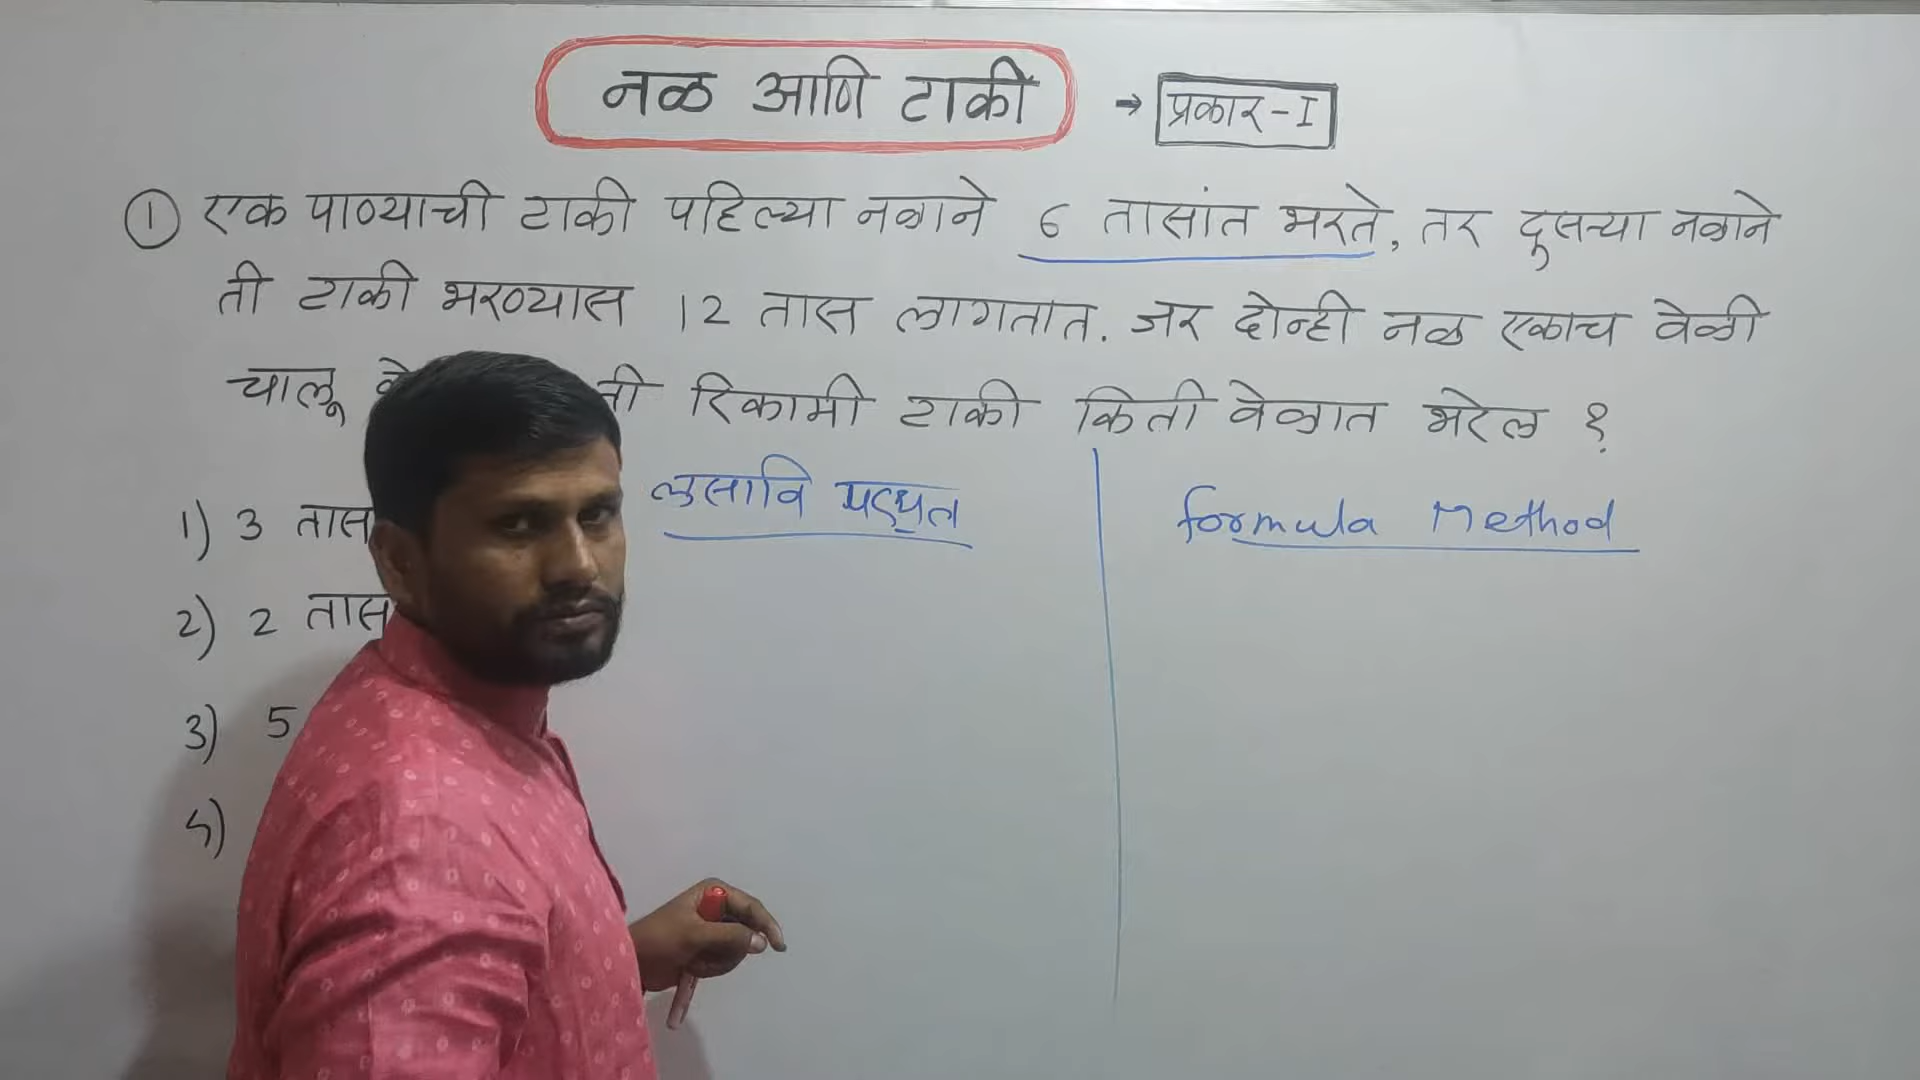 नळ आणि टाकी → प्रकार-I
① एक पाण्याची टाकी पहिल्या नळाने 6 तासांत भरते, तर दुसऱ्या नळाने
ती टाकी भरण्यास 12 तास लागतात. जर दोन्ही नळ एकाच वेळी
चालू ती रिकामी टाकी किती वेळात भरेल ?
लसावि पद्धत
formula Method
1) 3 तास
2) 2 तास
3) 5
4)